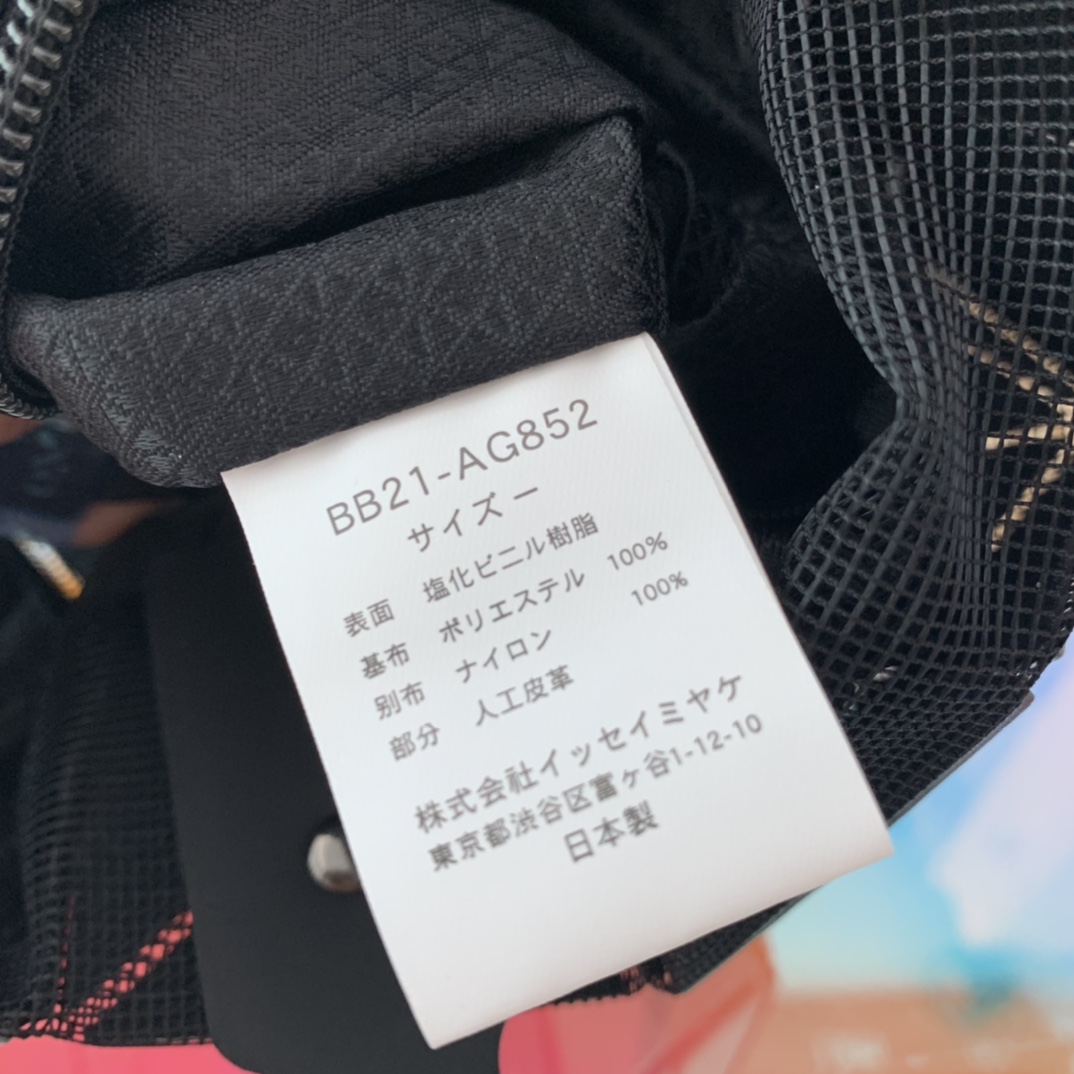 BB21-AG852
サイズ ー
表面 塩化ビニル樹脂
基布 ポリエステル 100%
別布 ナイロン 100%
部分 人工皮革
株式会社イッセイミヤケ
東京都渋谷区富ヶ谷1-12-10
日本製